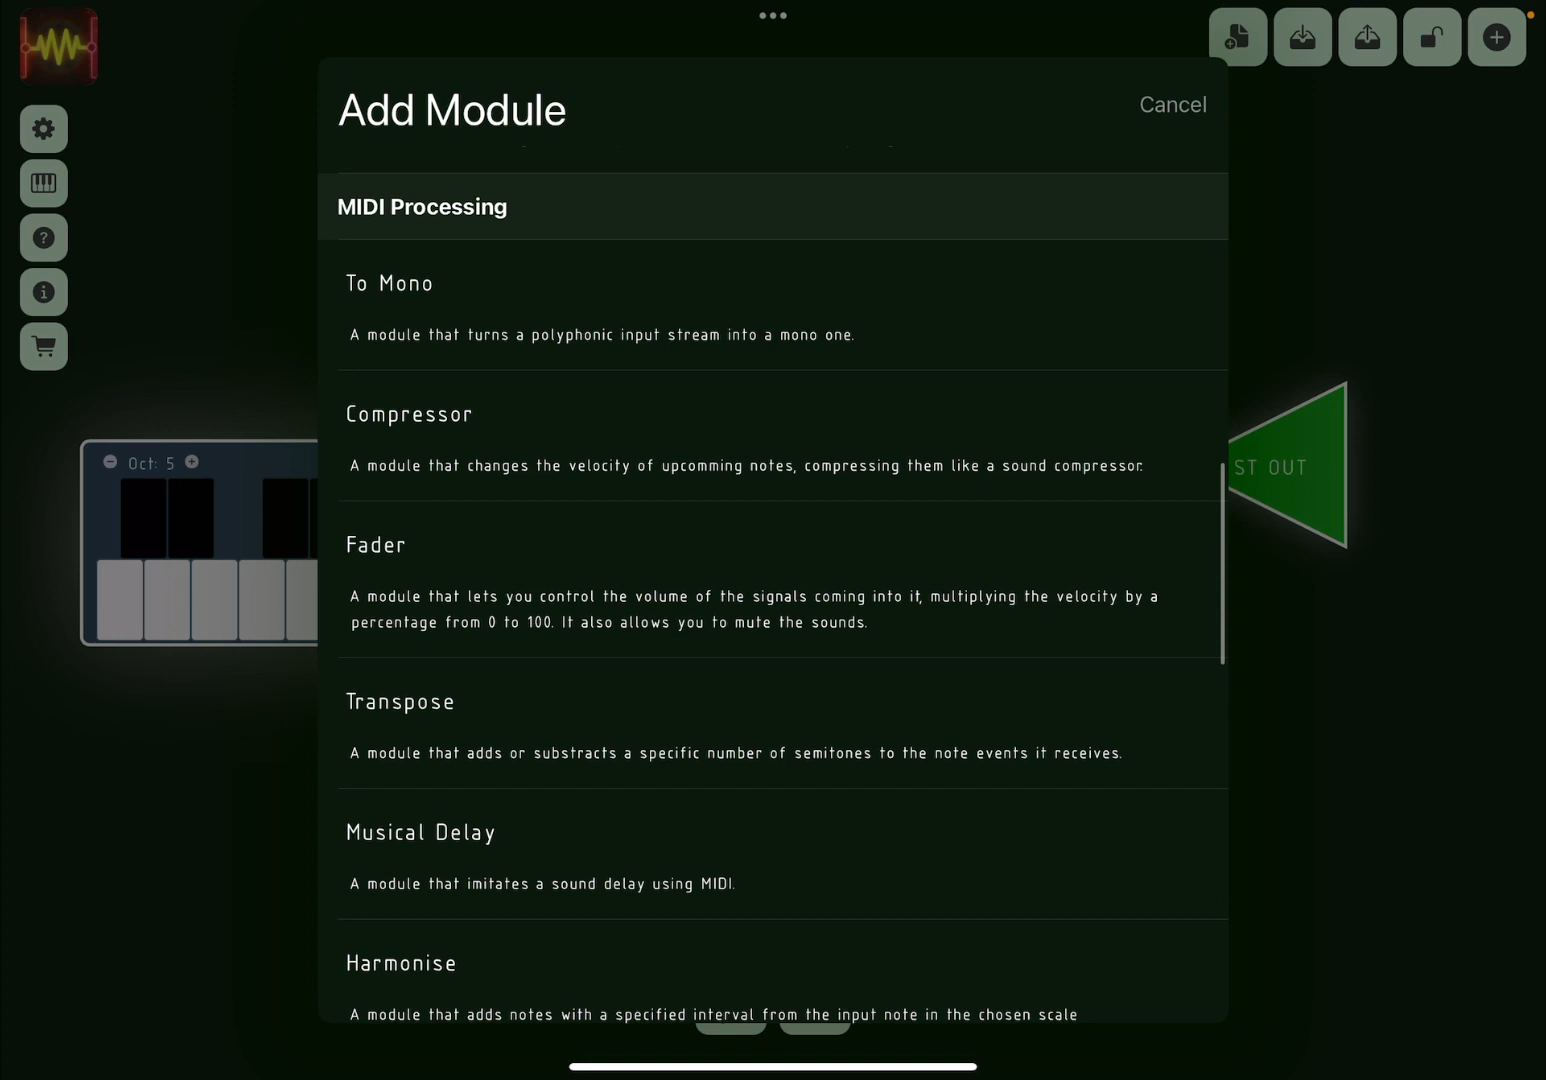 Add Module
Cancel
MIDI Processing
To Mono
A module that turns a polyphonic input stream into a mono one.
Compressor
A module that changes the velocity of upcomming notes, compressing them like a sound compressor.
Oct: 5
ST OUT
Fader
A module that lets you control the volume of the signals coming into it, multiplying the velocity by a
percentage from 0 to 100. It also allows you to mute the sounds.
Transpose
A module that adds or substracts a specific number of semitones to the note events it receives.
Musical Delay
A module that imitates a sound delay using MIDI.
Harmonise
A module that adds notes with a specified interval from the input note in the chosen scale